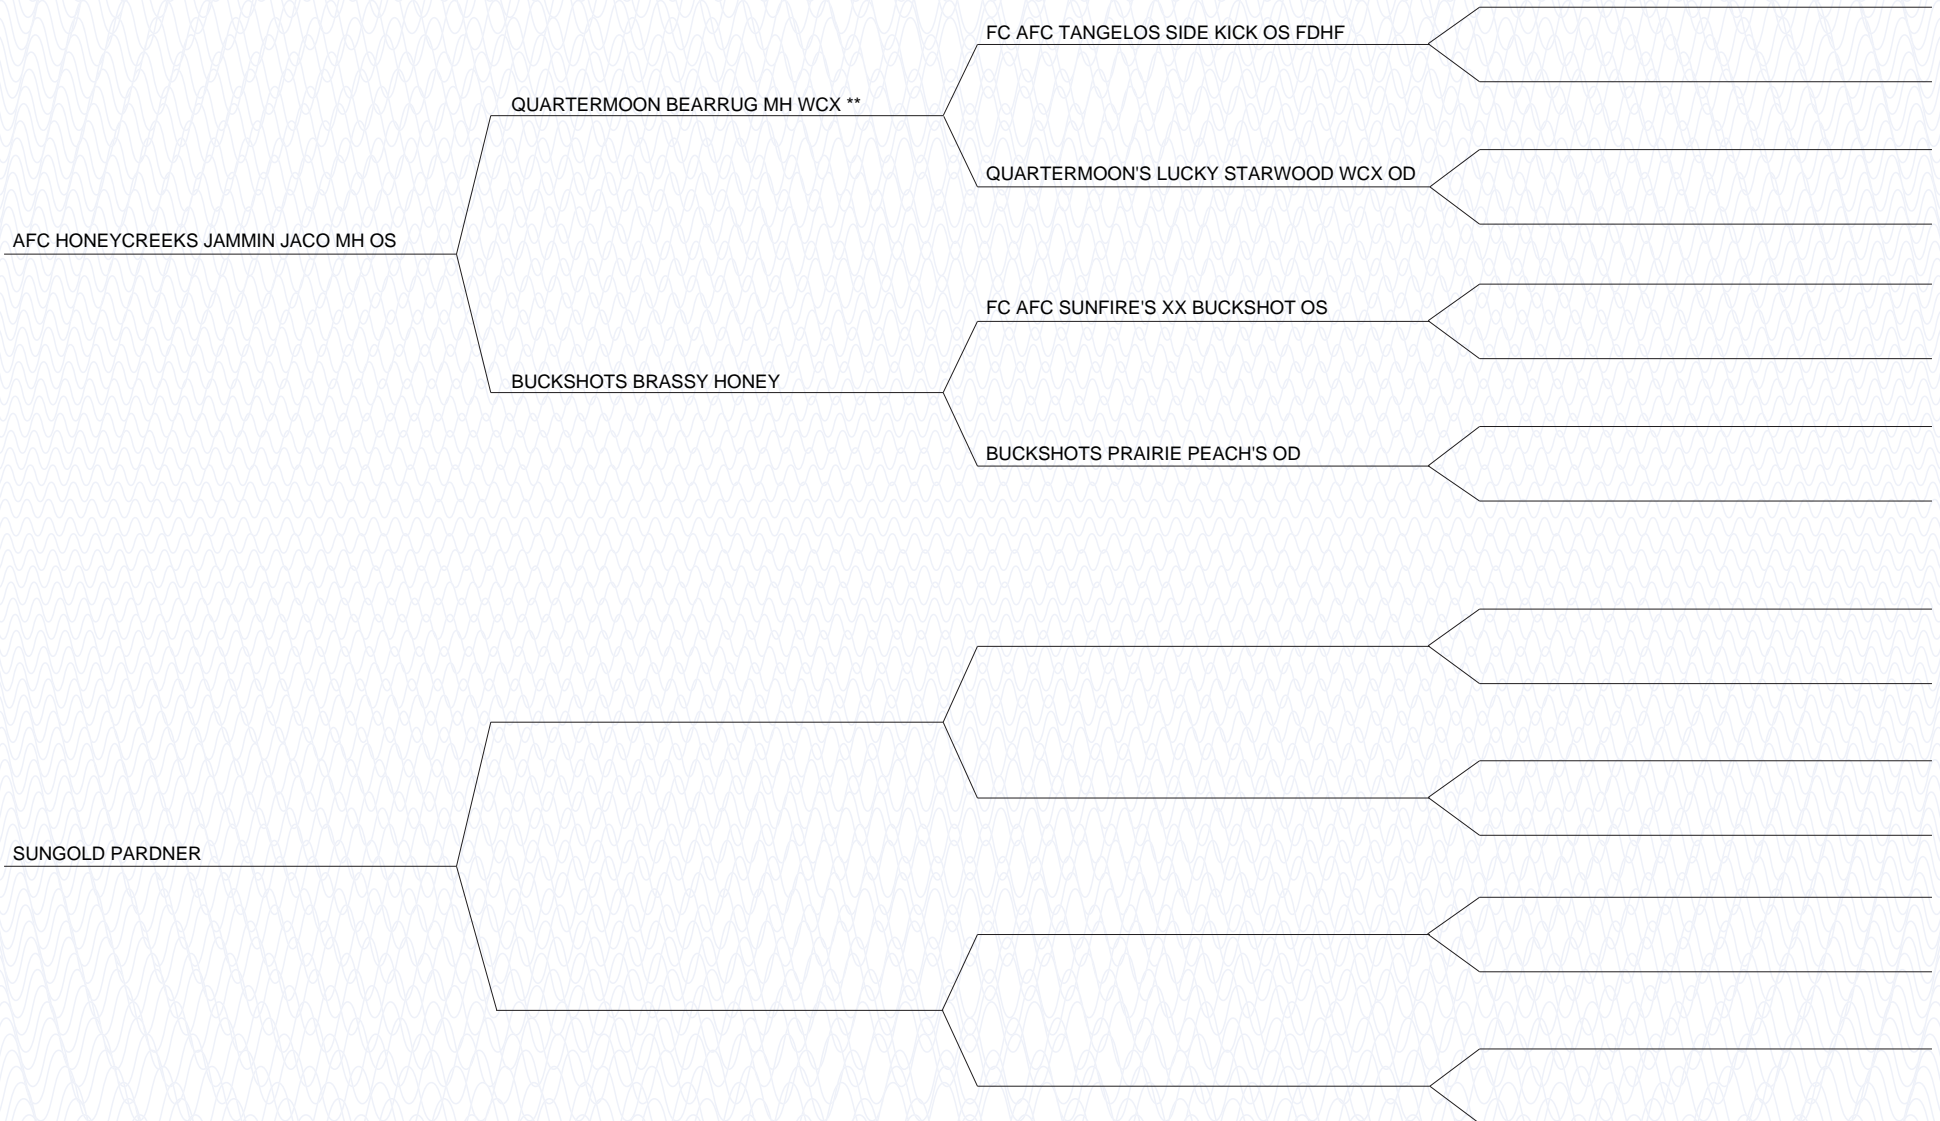 FC AFC TANGELOS SIDE KICK OS FDHF
QUARTERMOON BEARRUG MH WCX **
QUARTERMOON'S LUCKY STARWOOD WCX OD
AFC HONEYCREEKS JAMMIN JACO MH OS
FC AFC SUNFIRE'S XX BUCKSHOT OS
BUCKSHOTS BRASSY HONEY
BUCKSHOTS PRAIRIE PEACH'S OD
SUNGOLD PARDNER